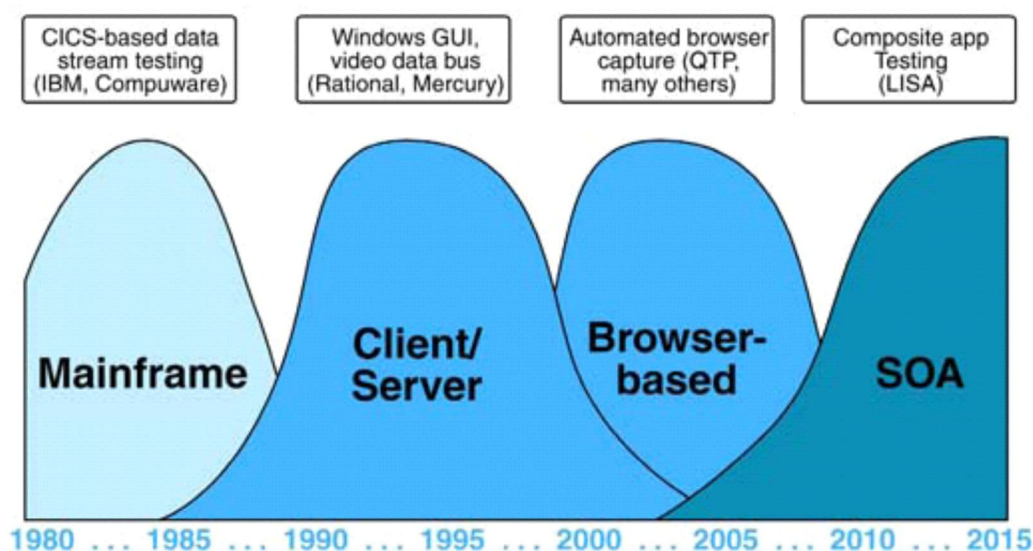 CICS-based data
stream testing
(IBM, Compuware)
Windows GUI,
video data bus
(Rational, Mercury)
Automated browser
capture (QTP,
many others)
Composite app
Testing
(LISA)
Mainframe
Client/
Server
Browser-
based
SOA
1980 ... 1985 ... 1990 ... 1995 ... 2000 ... 2005 ... 2010 ... 2015